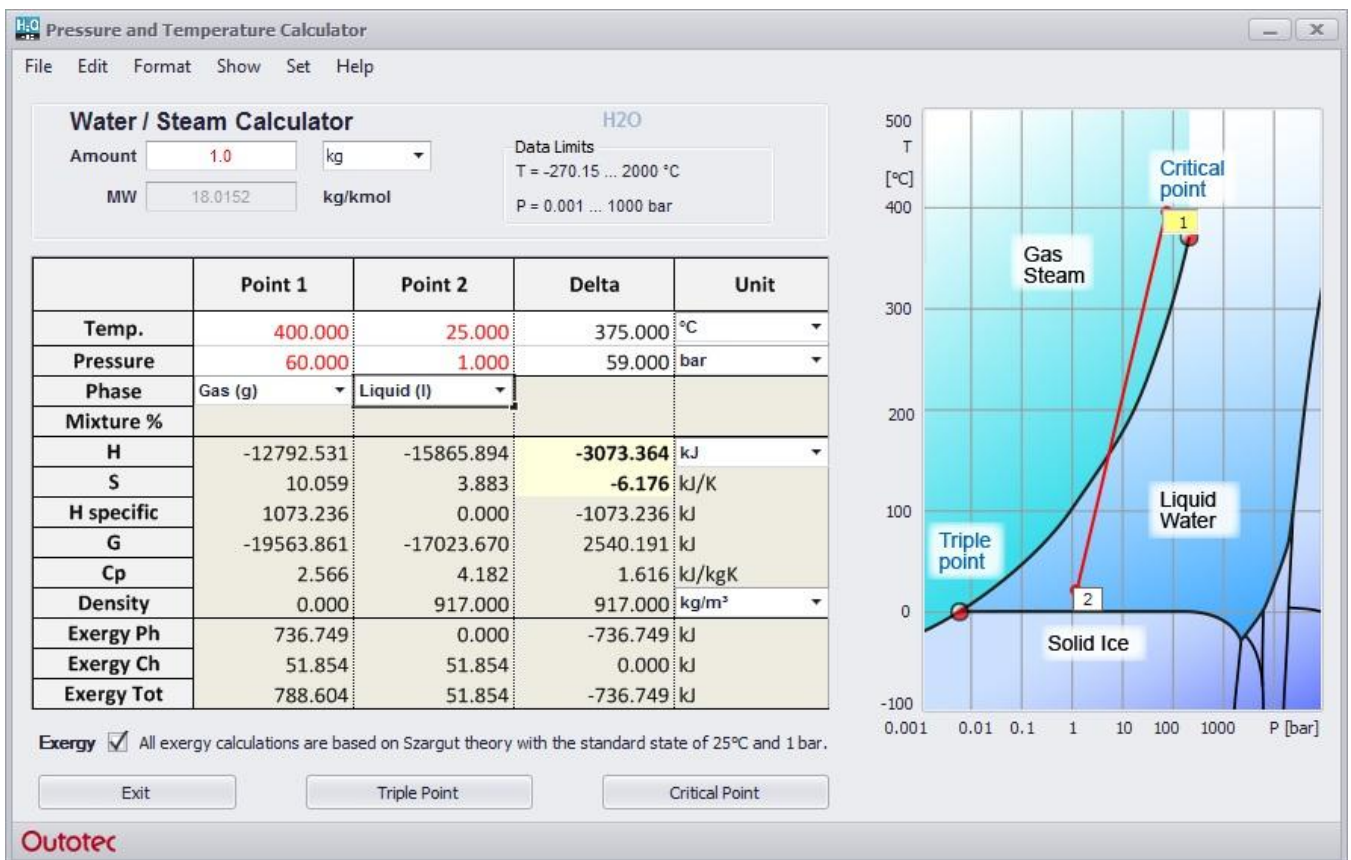 H2O
Pressure and Temperature Calculator
File Edit Format Show Set Help
Water / Steam Calculator
H2O
Amount 1.0 kg
MW 18.0152 kg/kmol
Data Limits
T = -270.15 ... 2000 °C
P = 0.001 ... 1000 bar
Point 1 Point 2 Delta Unit
Temp. 400.000 25.000 375.000 °C
Pressure 60.000 1.000 59.000 bar
Phase Gas (g) Liquid (l)
Mixture %
H -12792.531 -15865.894 -3073.364 kJ
S 10.059 3.883 -6.176 kJ/K
H specific 1073.236 0.000 -1073.236 kJ
G -19563.861 -17023.670 2540.191 kJ
Cp 2.566 4.182 1.616 kJ/kgK
Density 0.000 917.000 917.000 kg/m³
Exergy Ph 736.749 0.000 -736.749 kJ
Exergy Ch 51.854 51.854 0.000 kJ
Exergy Tot 788.604 51.854 -736.749 kJ
Exergy All exergy calculations are based on Szargut theory with the standard state of 25°C and 1 bar.
Exit Triple Point Critical Point
Outotec
500
T
[°C]
400
300
200
100
0
-100
Critical
point
1
Gas
Steam
Liquid
Water
Triple
point
2
Solid Ice
0.001 0.01 0.1 1 10 100 1000 P [bar]